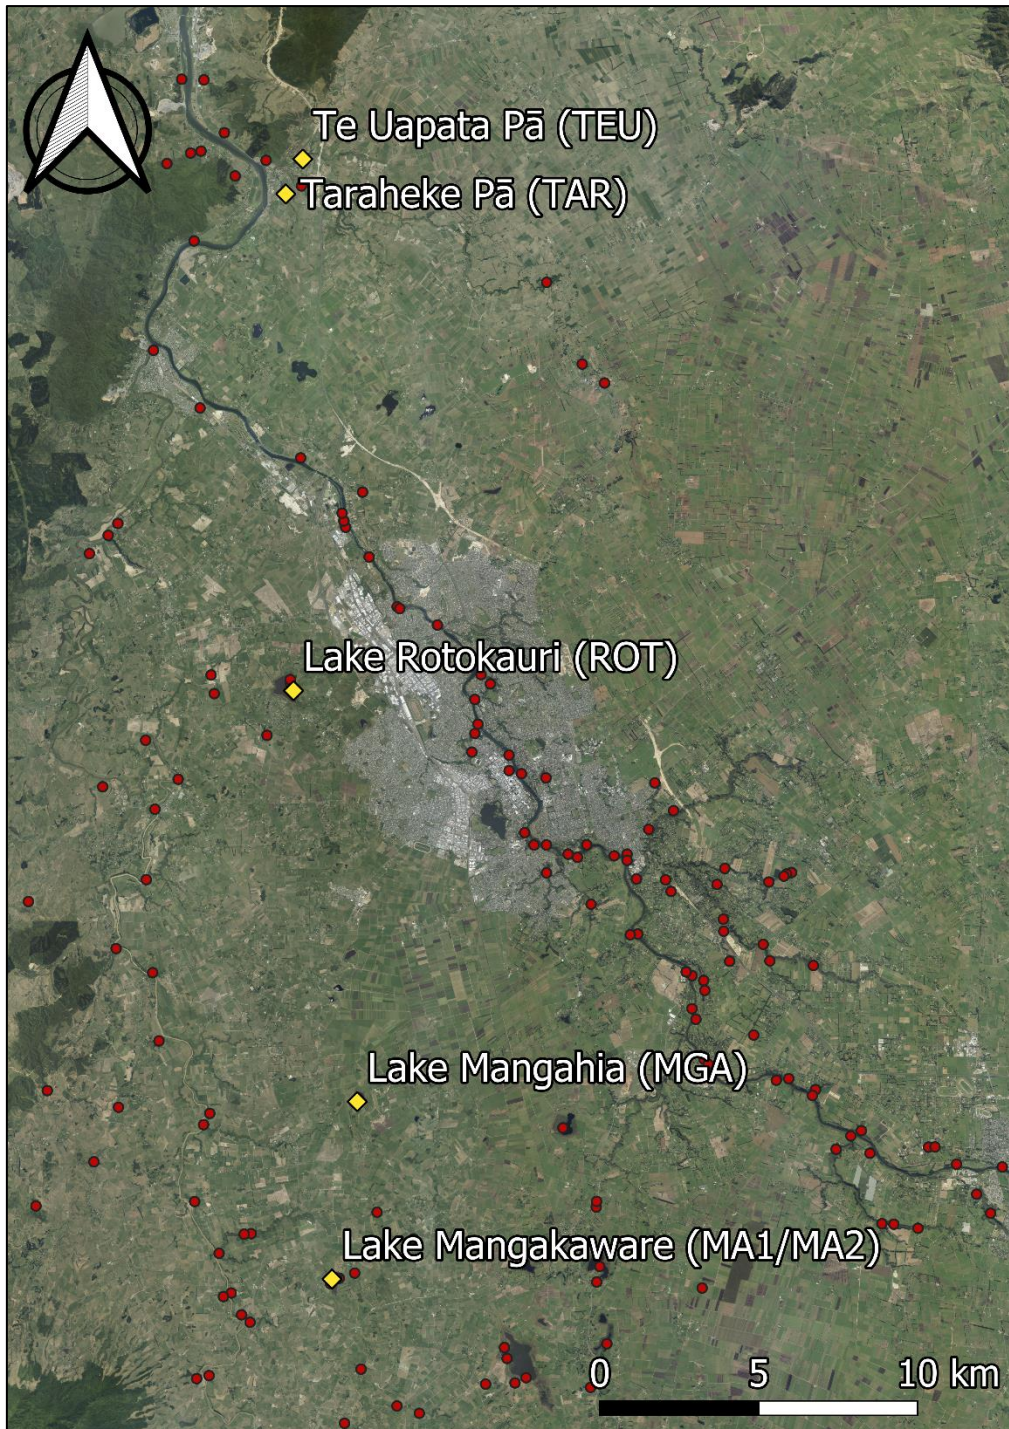 Te Uapata Pā (TEU)
Taraheke Pā (TAR)
Lake Rotokauri (ROT)
Lake Mangahia (MGA)
Lake Mangakaware (MA1/MA2)
0 5 10 km